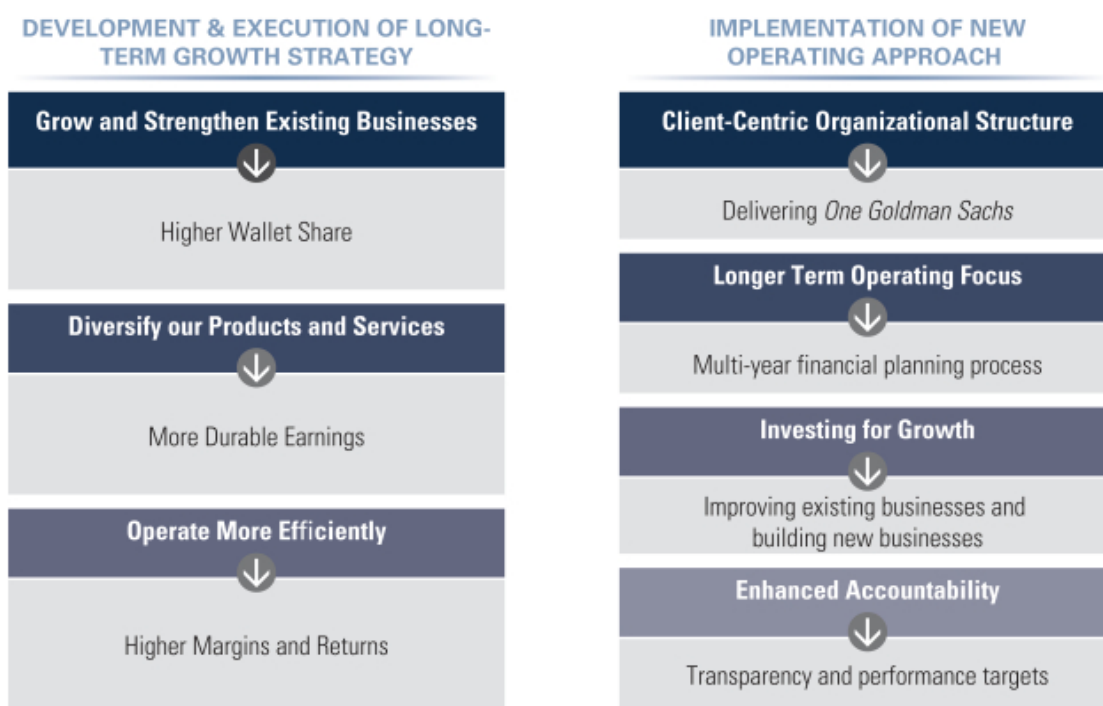 DEVELOPMENT & EXECUTION OF LONG-
TERM GROWTH STRATEGY
Grow and Strengthen Existing Businesses
Higher Wallet Share
Diversify our Products and Services
More Durable Earnings
Operate More Efficiently
Higher Margins and Returns
IMPLEMENTATION OF NEW
OPERATING APPROACH
Client-Centric Organizational Structure
Delivering One Goldman Sachs
Longer Term Operating Focus
Multi-year financial planning process
Investing for Growth
Improving existing businesses and
building new businesses
Enhanced Accountability
Transparency and performance targets